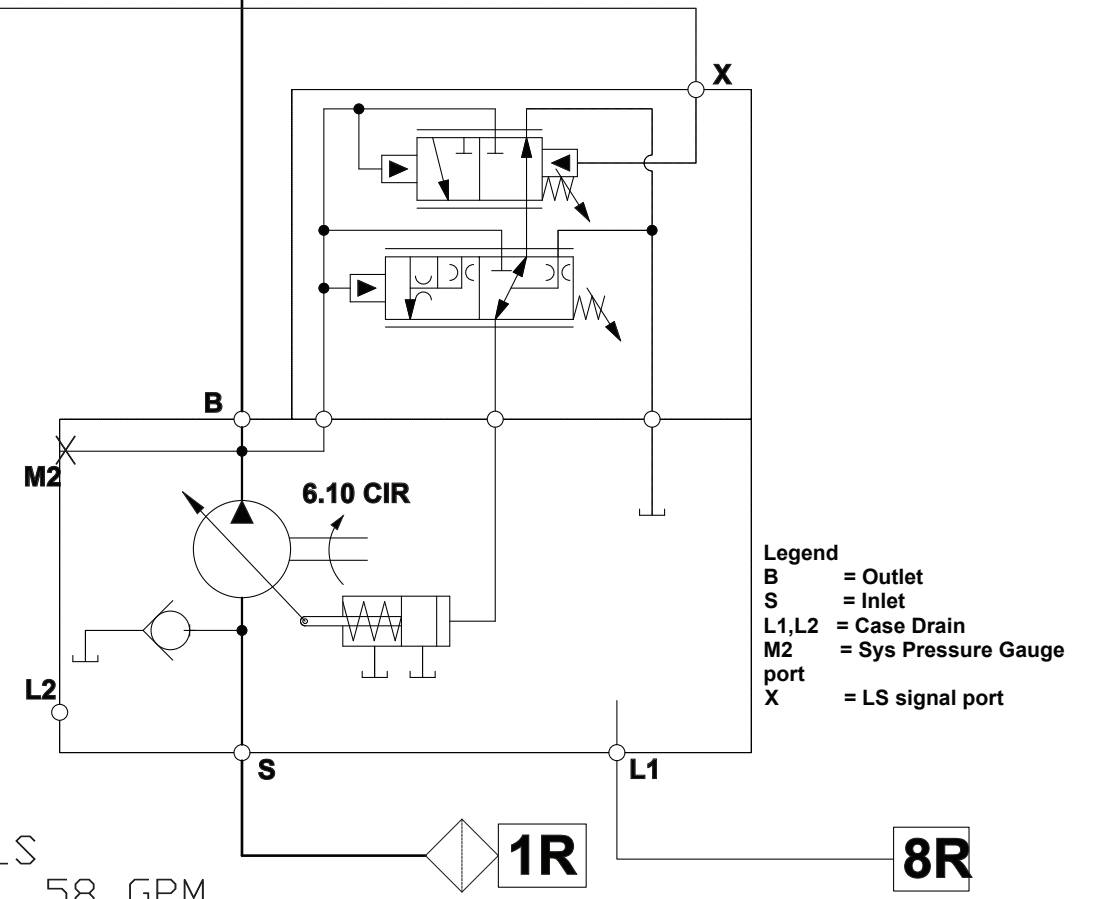 X
B
M2
6.10 CIR
Legend
B = Outlet
S = Inlet
L1,L2 = Case Drain
M2 = Sys Pressure Gauge
port
X = LS signal port
L2
S
L1
1R
8R
LS
58 GPM